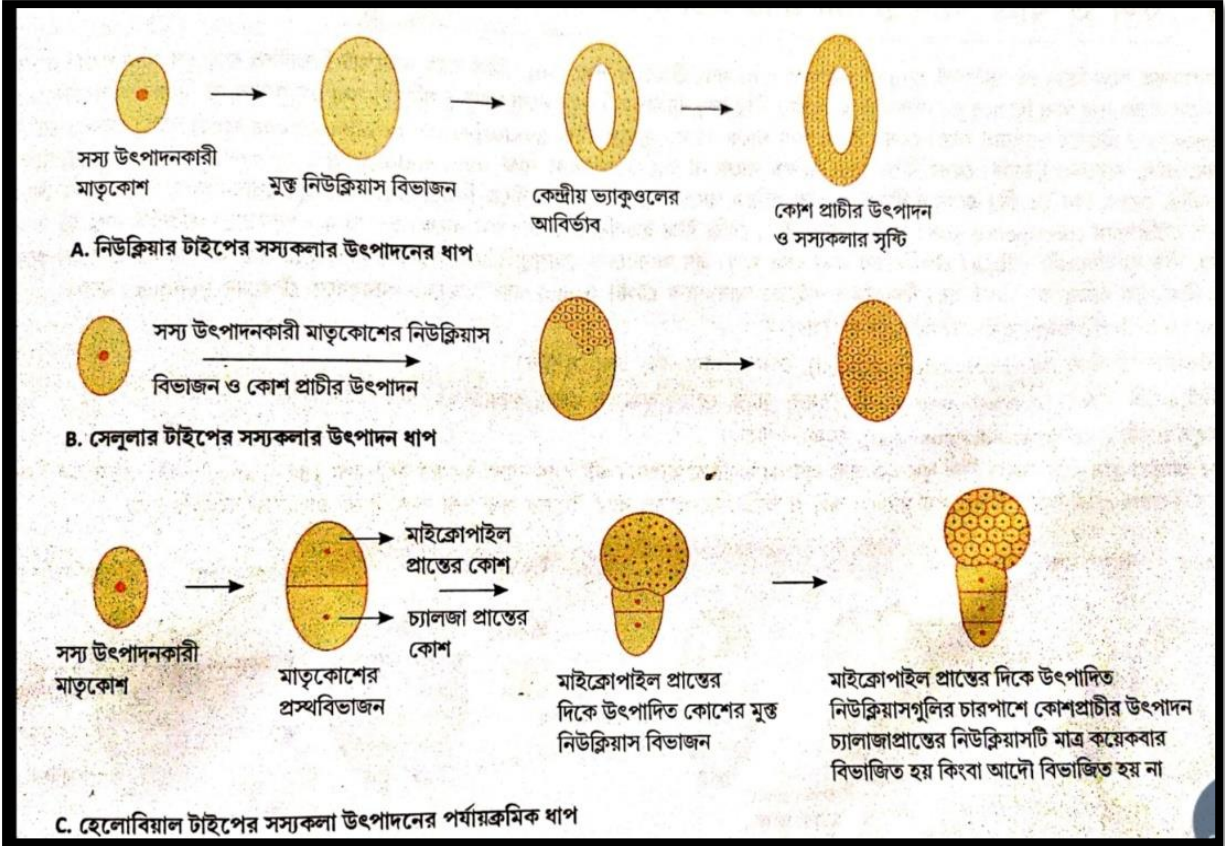 সস্য উৎপাদনকারী
মাতৃকোশ
মুক্ত নিউক্লিয়াস বিভাজন
কেন্দ্রীয় ভ্যাকুওলের
আবির্ভাব
কোশ প্রাচীর উৎপাদন
ও সস্যকলার সৃষ্টি
A. নিউক্লিয়ার টাইপের সস্যকলার উৎপাদনের ধাপ
সস্য উৎপাদনকারী মাতৃকোশের নিউক্লিয়াস
বিভাজন ও কোশ প্রাচীর উৎপাদন
B. সেলুলার টাইপের সস্যকলার উৎপাদন ধাপ
মাইক্রোপাইল
প্রান্তের কোশ
চ্যালজা প্রান্তের
কোশ
সস্য উৎপাদনকারী
মাতৃকোশ
মাতৃকোশের
প্রস্থবিভাজন
মাইক্রোপাইল প্রান্তের
দিকে উৎপাদিত কোশের মুক্ত
নিউক্লিয়াস বিভাজন
মাইক্রোপাইল প্রান্তের দিকে উৎপাদিত
নিউক্লিয়াসগুলির চারপাশে কোশপ্রাচীর উৎপাদন
চ্যালাজাপ্রান্তের নিউক্লিয়াসটি মাত্র কয়েকবার
বিভাজিত হয় কিংবা আদৌ বিভাজিত হয় না
C. হেলোবিয়াল টাইপের সস্যকলা উৎপাদনের পর্যায়ক্রমিক ধাপ